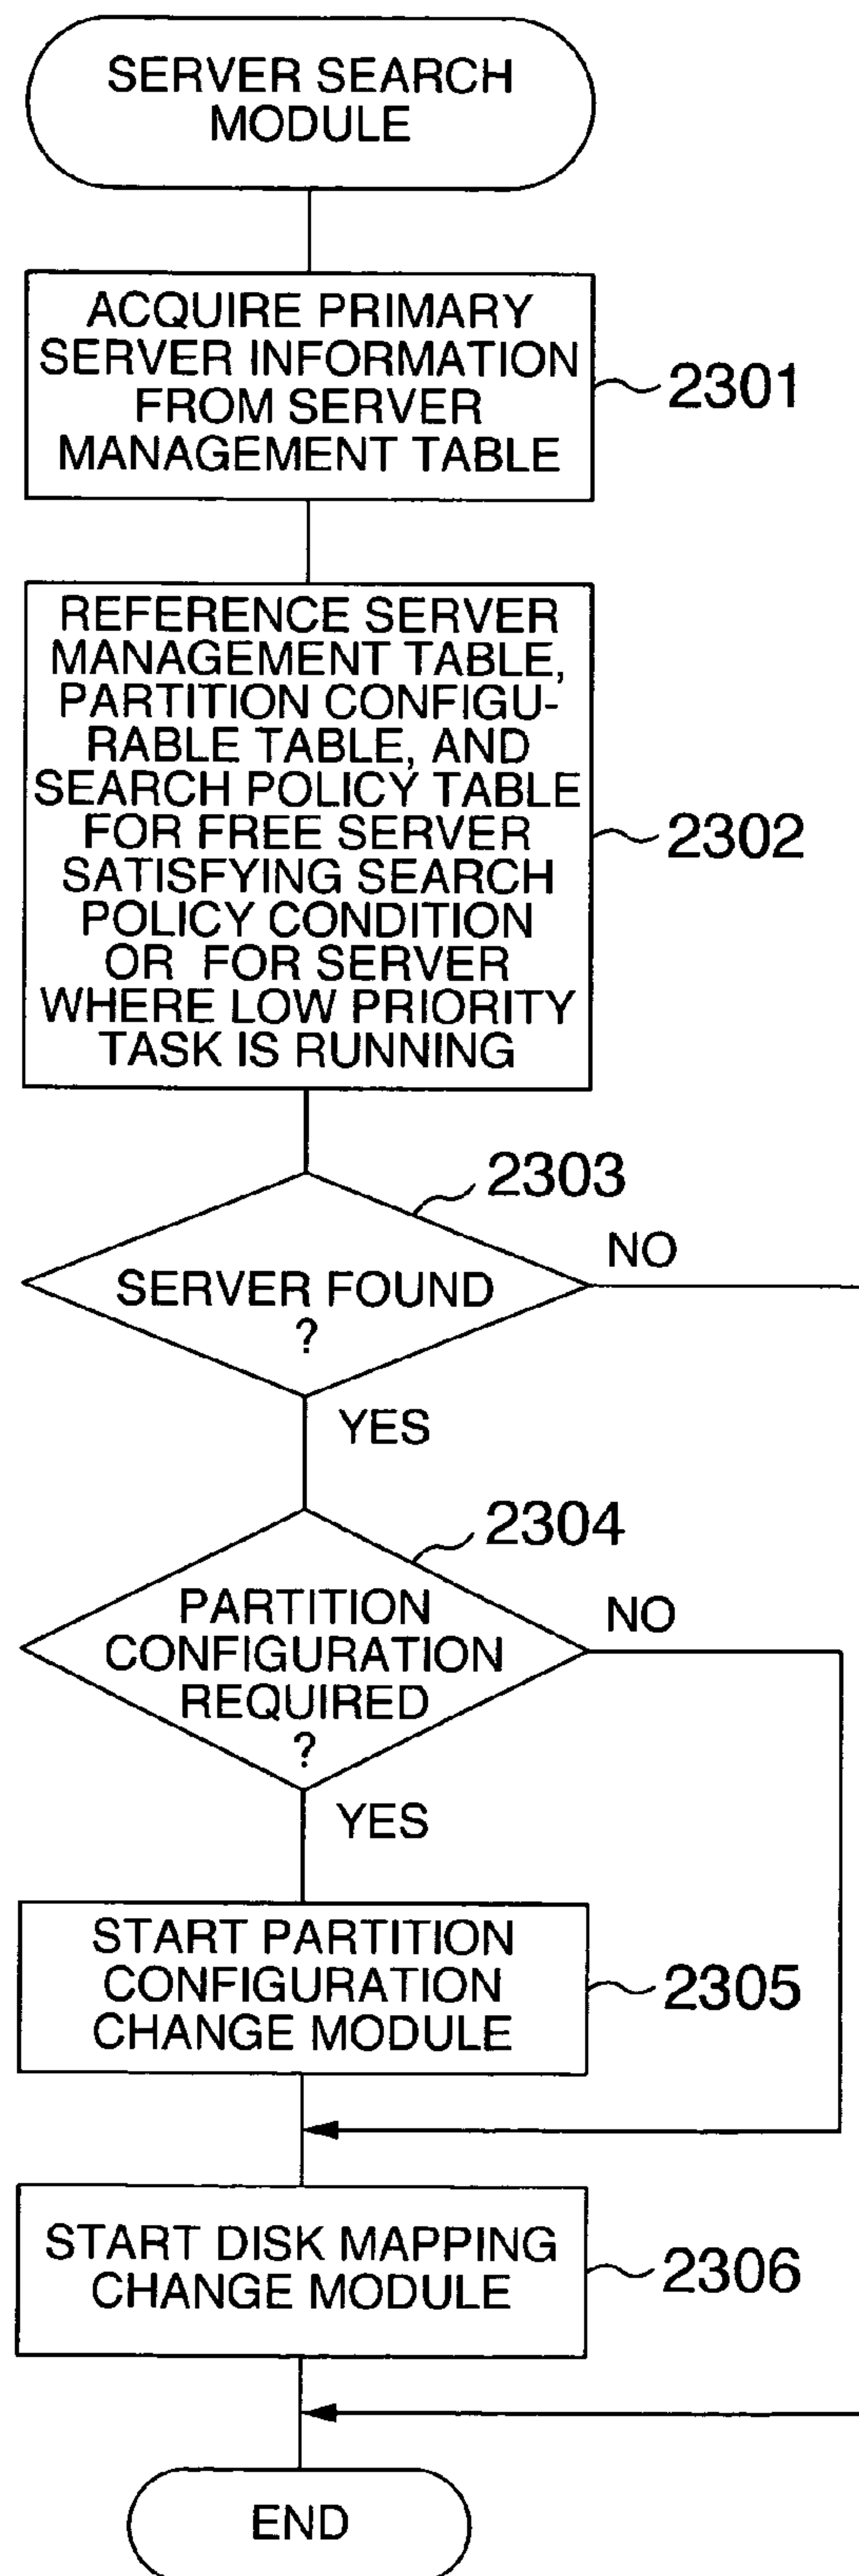 SERVER SEARCH
MODULE
ACQUIRE PRIMARY
SERVER INFORMATION
FROM SERVER
MANAGEMENT TABLE
2301
REFERENCE SERVER
MANAGEMENT TABLE,
PARTITION CONFIGU-
RABLE TABLE, AND
SEARCH POLICY TABLE
FOR FREE SERVER
SATISFYING SEARCH
POLICY CONDITION
OR FOR SERVER
WHERE LOW PRIORITY
TASK IS RUNNING
2302
2303
SERVER FOUND
?
NO
YES
2304
PARTITION
CONFIGURATION
REQUIRED
?
NO
YES
START PARTITION
CONFIGURATION
CHANGE MODULE
2305
START DISK MAPPING
CHANGE MODULE
2306
END